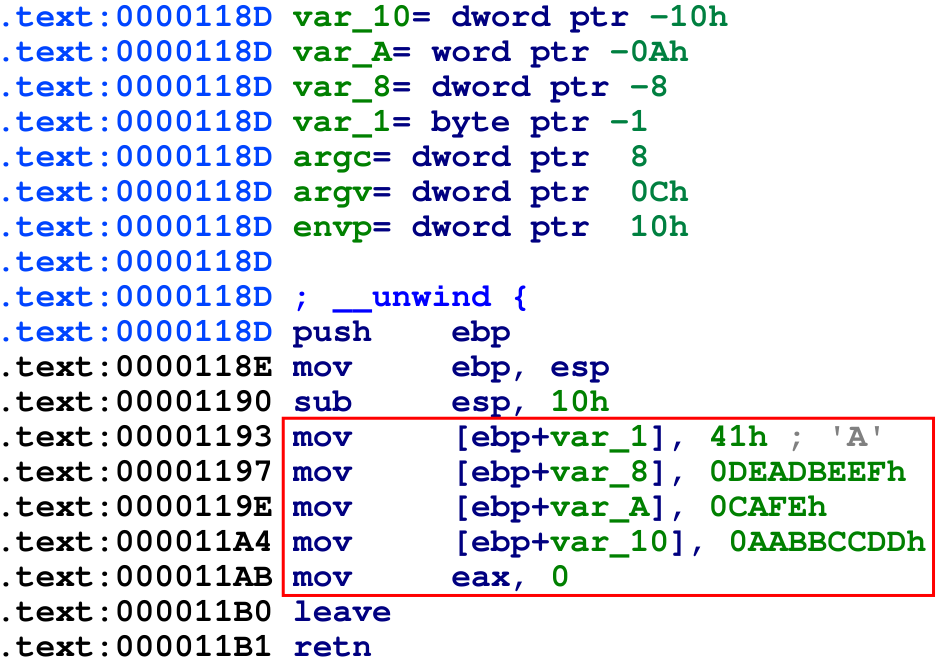 .text:0000118D var_10= dword ptr -10h
.text:0000118D var_A= word ptr -0Ah
.text:0000118D var_8= dword ptr -8
.text:0000118D var_1= byte ptr -1
.text:0000118D argc= dword ptr  8
.text:0000118D argv= dword ptr  0Ch
.text:0000118D envp= dword ptr  10h
.text:0000118D
.text:0000118D ; __unwind {
.text:0000118D push    ebp
.text:0000118E mov     ebp, esp
.text:00001190 sub     esp, 10h
.text:00001193 mov     [ebp+var_1], 41h ; 'A'
.text:00001197 mov     [ebp+var_8], 0DEADBEEFh
.text:0000119E mov     [ebp+var_A], 0CAFEh
.text:000011A4 mov     [ebp+var_10], 0AABBCCDDh
.text:000011AB mov     eax, 0
.text:000011B0 leave
.text:000011B1 retn